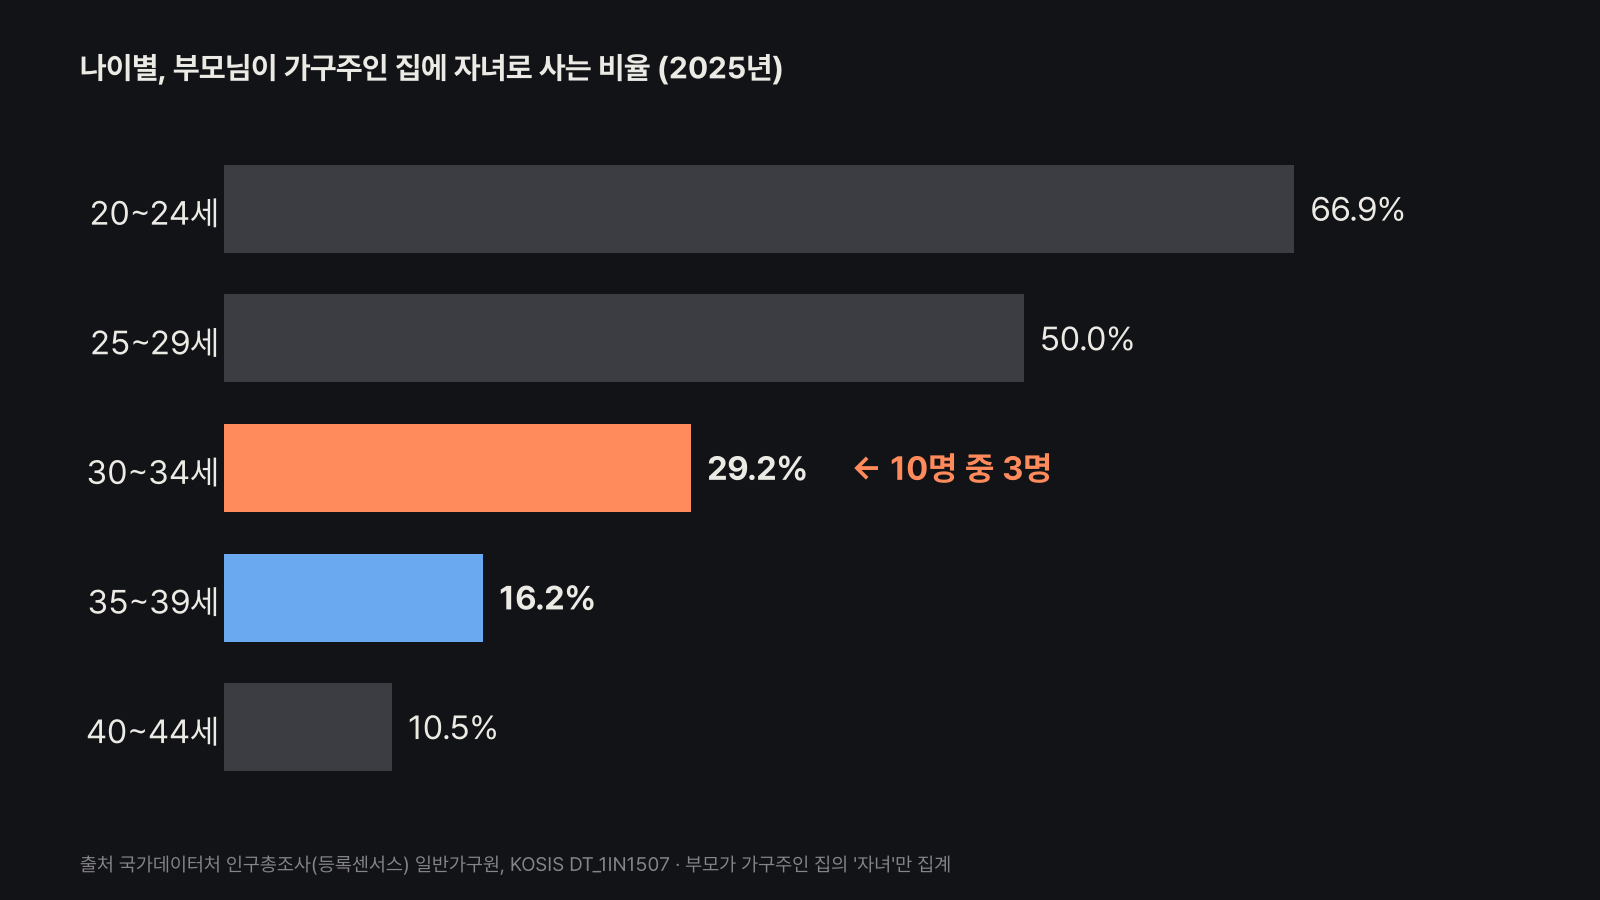 나이별, 부모님이 가구주인 집에 자녀로 사는 비율 (2025년)
20~24세 66.9%
25~29세 50.0%
30~34세 29.2% ← 10명 중 3명
35~39세 16.2%
40~44세 10.5%
출처 국가데이터처 인구총조사(등록센서스) 일반가구원, KOSIS DT_1IN1507 · 부모가 가구주인 집의 '자녀'만 집계